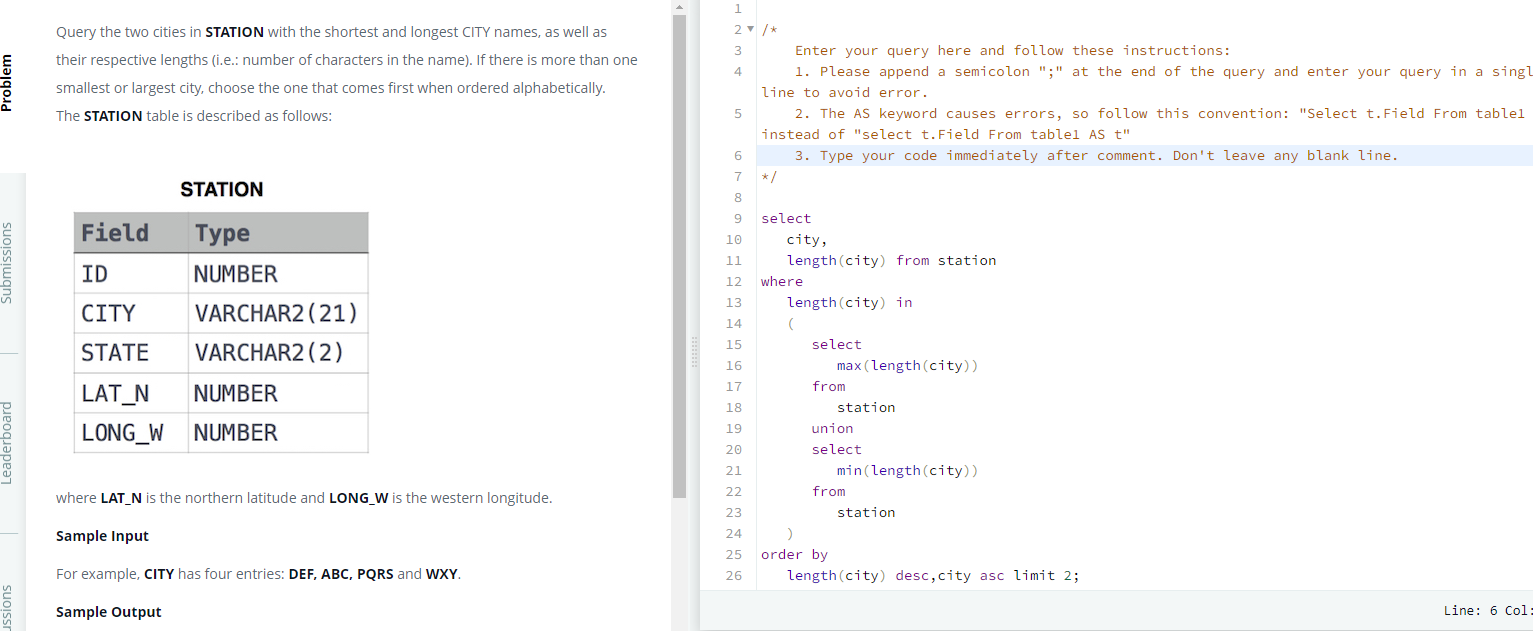 Problem
Submissions
Leaderboard
Query the two cities in STATION with the shortest and longest CITY names, as well as
their respective lengths (i.e.: number of characters in the name). If there is more than one
smallest or largest city, choose the one that comes first when ordered alphabetically.
The STATION table is described as follows:
STATION
Field Type
ID NUMBER
CITY VARCHAR2(21)
STATE VARCHAR2(2)
LAT_N NUMBER
LONG_W NUMBER
where LAT_N is the northern latitude and LONG_W is the western longitude.
Sample Input
For example, CITY has four entries: DEF, ABC, PQRS and WXY.
Sample Output
1
2 /*
3 Enter your query here and follow these instructions:
4 1. Please append a semicolon ";" at the end of the query and enter your query in a singl
line to avoid error.
5 2. The AS keyword causes errors, so follow this convention: "Select t.Field From table1
instead of "select t.Field From table1 AS t"
6 3. Type your code immediately after comment. Don't leave any blank line.
7 */
8
9 select
10 city,
11 length(city) from station
12 where
13 length(city) in
14 (
15 select
16 max(length(city))
17 from
18 station
19 union
20 select
21 min(length(city))
22 from
23 station
24 )
25 order by
26 length(city) desc,city asc limit 2;
Line: 6 Col: